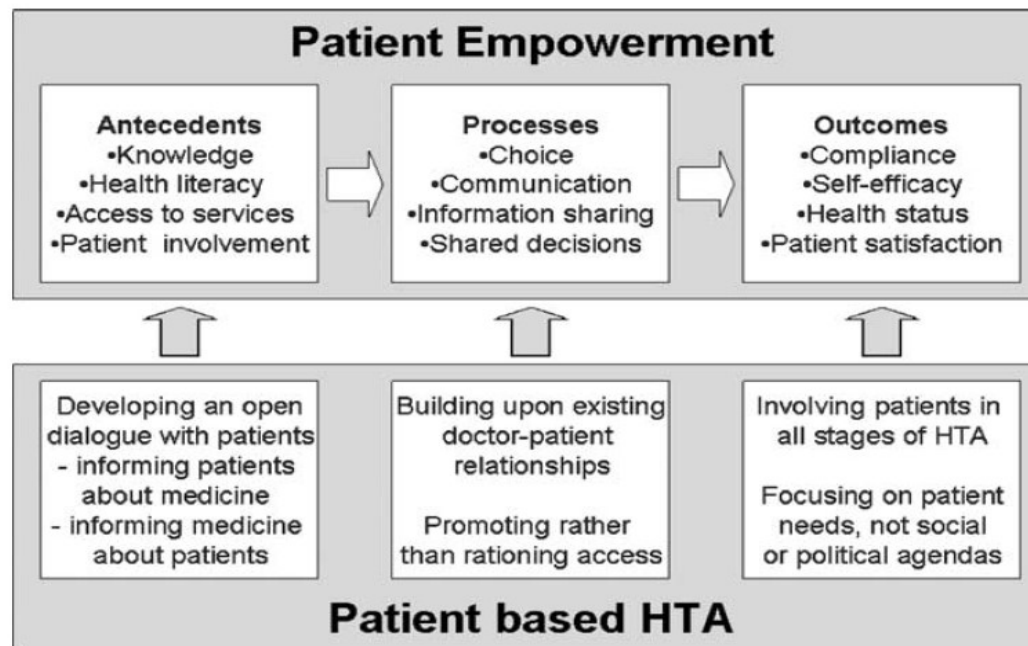 Patient Empowerment
Antecedents
•Knowledge
•Health literacy
•Access to services
•Patient involvement
Processes
•Choice
•Communication
•Information sharing
•Shared decisions
Outcomes
•Compliance
•Self-efficacy
•Health status
•Patient satisfaction
Developing an open
dialogue with patients
- informing patients
about medicine
- informing medicine
about patients
Building upon existing
doctor-patient
relationships
Promoting rather
than rationing access
Involving patients in
all stages of HTA
Focusing on patient
needs, not social
or political agendas
Patient based HTA